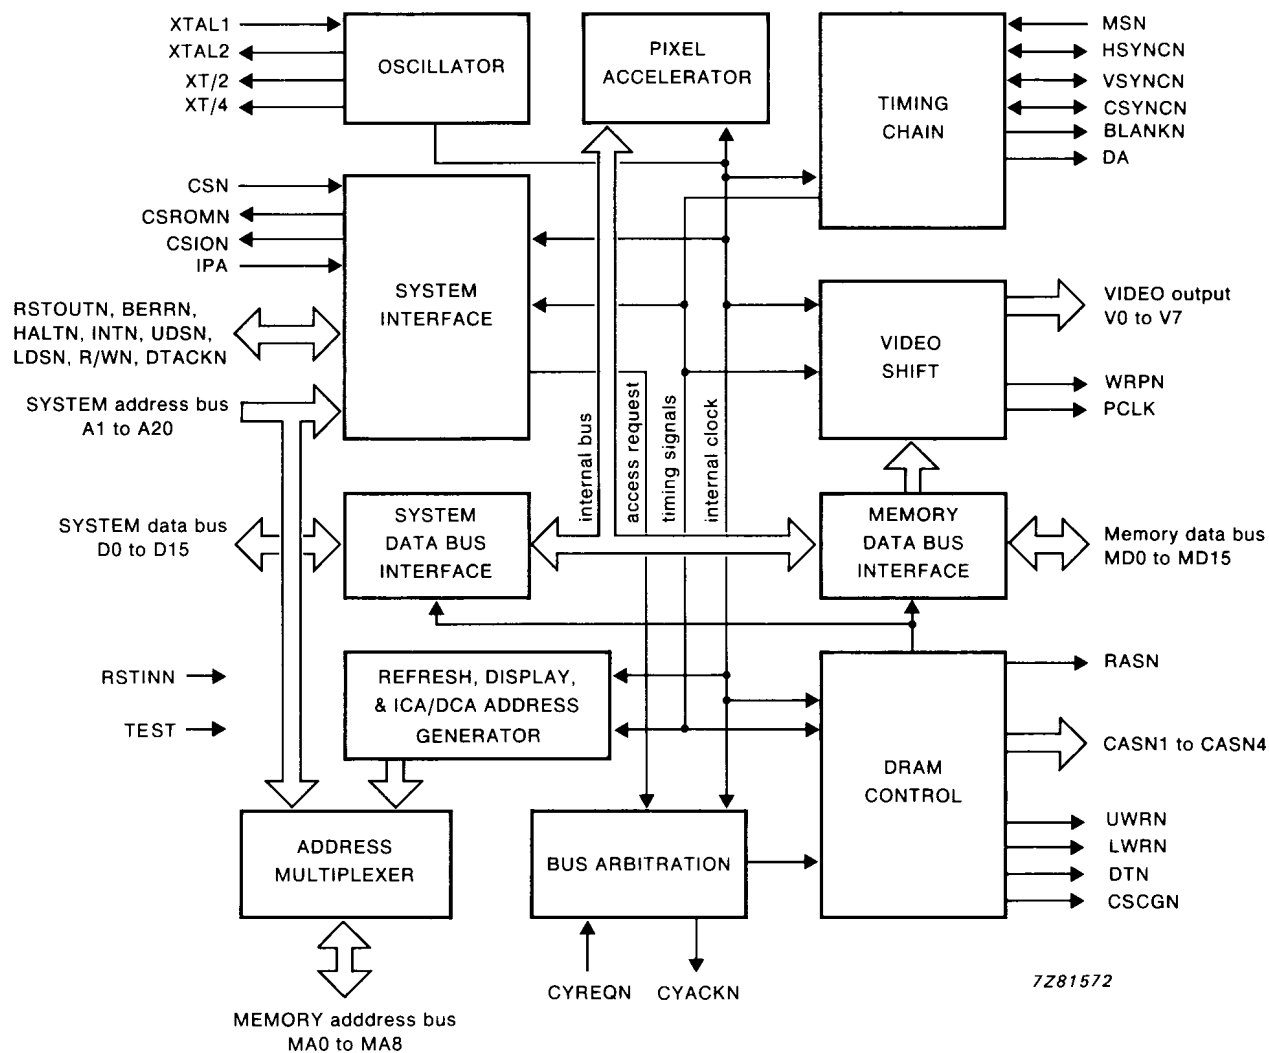 XTAL1
XTAL2
XT/2
XT/4
OSCILLATOR
PIXEL
ACCELERATOR
TIMING
CHAIN
MSN
HSYNCN
VSYNCN
CSYNCN
BLANKN
DA
CSN
CSROMN
CSION
IPA
RSTOUTN, BERRN,
HALTN, INTN, UDSN,
LDSN, R/WN, DTACKN
SYSTEM address bus
A1 to A20
SYSTEM
INTERFACE
VIDEO
SHIFT
VIDEO output
V0 to V7
WRPN
PCLK
internal bus
access request
timing signals
internal clock
SYSTEM data bus
D0 to D15
SYSTEM
DATA BUS
INTERFACE
MEMORY
DATA BUS
INTERFACE
Memory data bus
MD0 to MD15
RSTINN
TEST
REFRESH, DISPLAY,
& ICA/DCA ADDRESS
GENERATOR
DRAM
CONTROL
RASN
CASN1 to CASN4
UWRN
LWRN
DTN
CSCGN
ADDRESS
MULTIPLEXER
BUS ARBITRATION
CYREQN
CYACKN
MEMORY adddress bus
MA0 to MA8
7Z81572